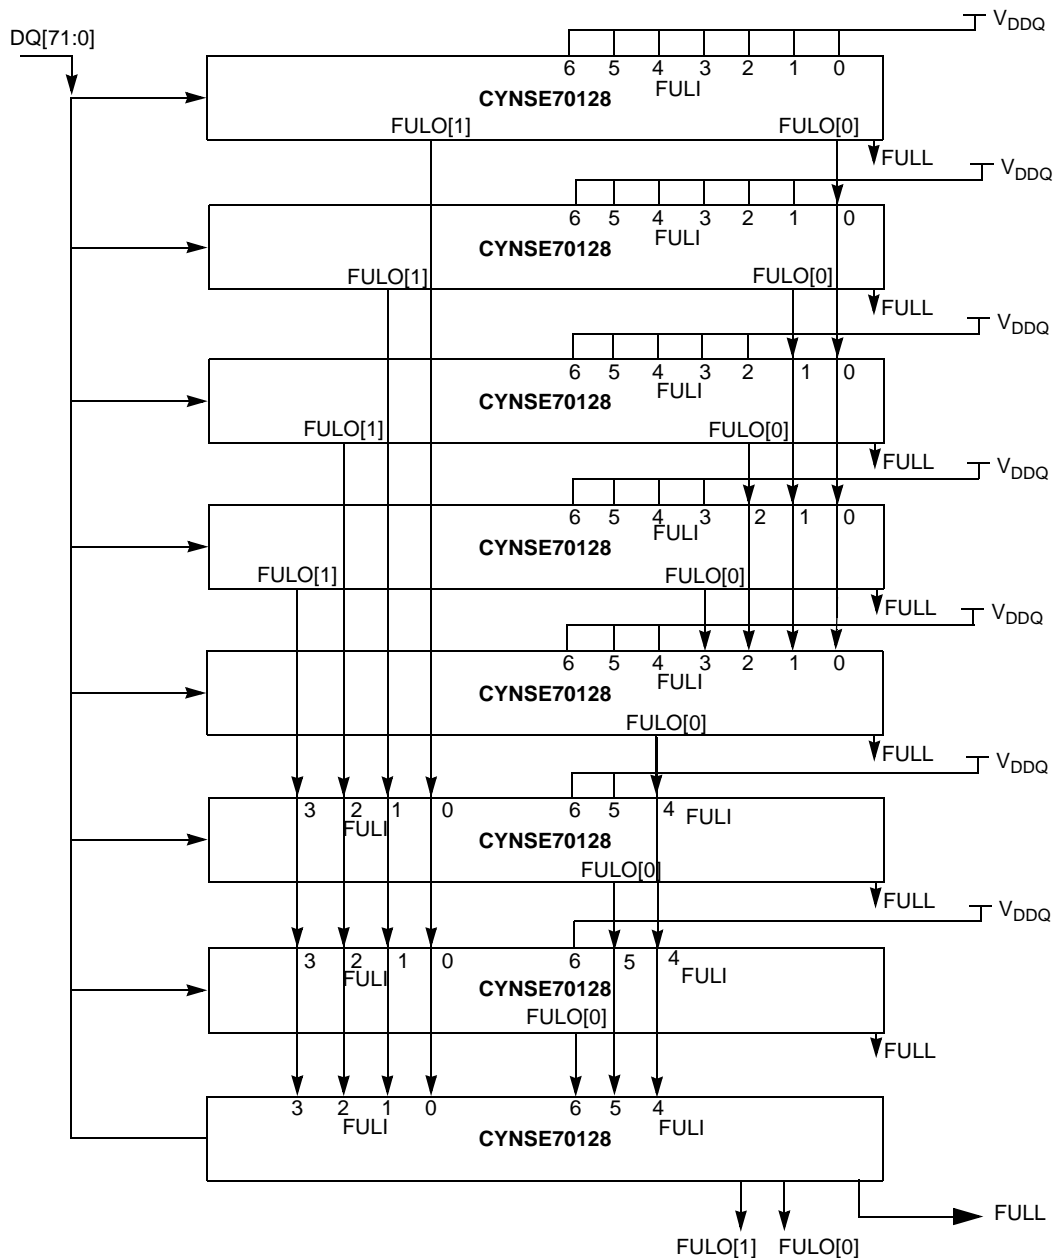 V_DDQ
DQ[71:0]
6 5 4 3 2 1 0
FULI
CYNSE70128
FULO[1] FULO[0]
FULL
V_DDQ
6 5 4 3 2 1 0
FULI
CYNSE70128
FULO[1] FULO[0]
FULL
V_DDQ
6 5 4 3 2 1 0
FULI
CYNSE70128
FULO[1] FULO[0]
FULL
V_DDQ
6 5 4 3 2 1 0
FULI
CYNSE70128
FULO[1] FULO[0]
FULL
V_DDQ
6 5 4 3 2 1 0
FULI
CYNSE70128
FULO[0]
FULL
V_DDQ
3 2 1 0 6 5 4
FULI FULI
CYNSE70128
FULO[0]
FULL
V_DDQ
3 2 1 0 6 5 4
FULI FULI
CYNSE70128
FULO[0]
FULL
3 2 1 0 6 5 4
FULI FULI
CYNSE70128
FULL
FULO[1] FULO[0]